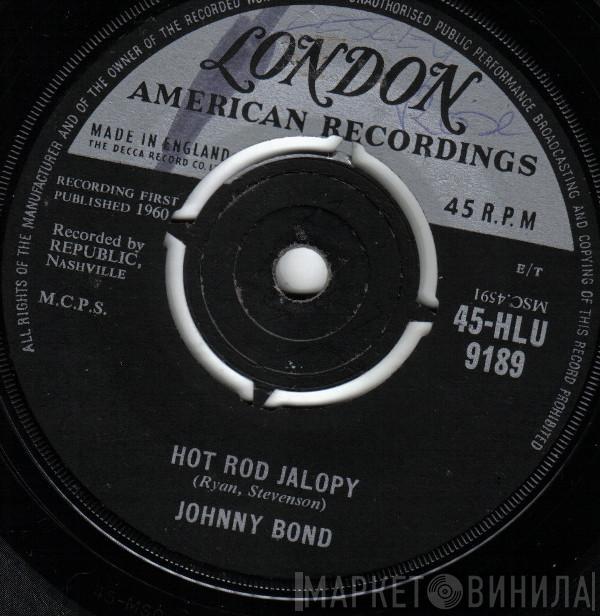 ALL RIGHTS OF THE MANUFACTURER AND OF THE OWNER OF THE RECORDED WORK UNAUTHORISED PUBLIC PERFORMANCE BROADCASTING AND COPYING OF THIS RECORD PROHIBITED
LONDON
AMERICAN RECORDINGS
MADE IN ENGLAND
THE DECCA RECORD CO.
45 R.P.M
RECORDING FIRST
PUBLISHED 1960
Recorded by
REPUBLIC,
NASHVILLE
M.C.P.S.
E/T
MSC.4591
45-HLU
9189
HOT ROD JALOPY
(Ryan, Stevenson)
JOHNNY BOND
МАРКЕТ ВИНИЛА